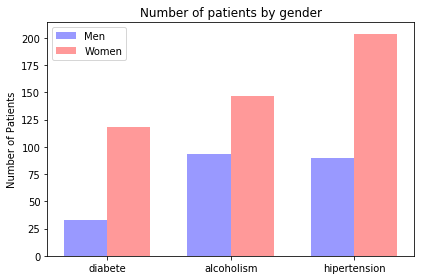 Number of patients by gender
Men
Women
Number of Patients
200
175
150
125
100
75
50
25
0
diabete
alcoholism
hipertension